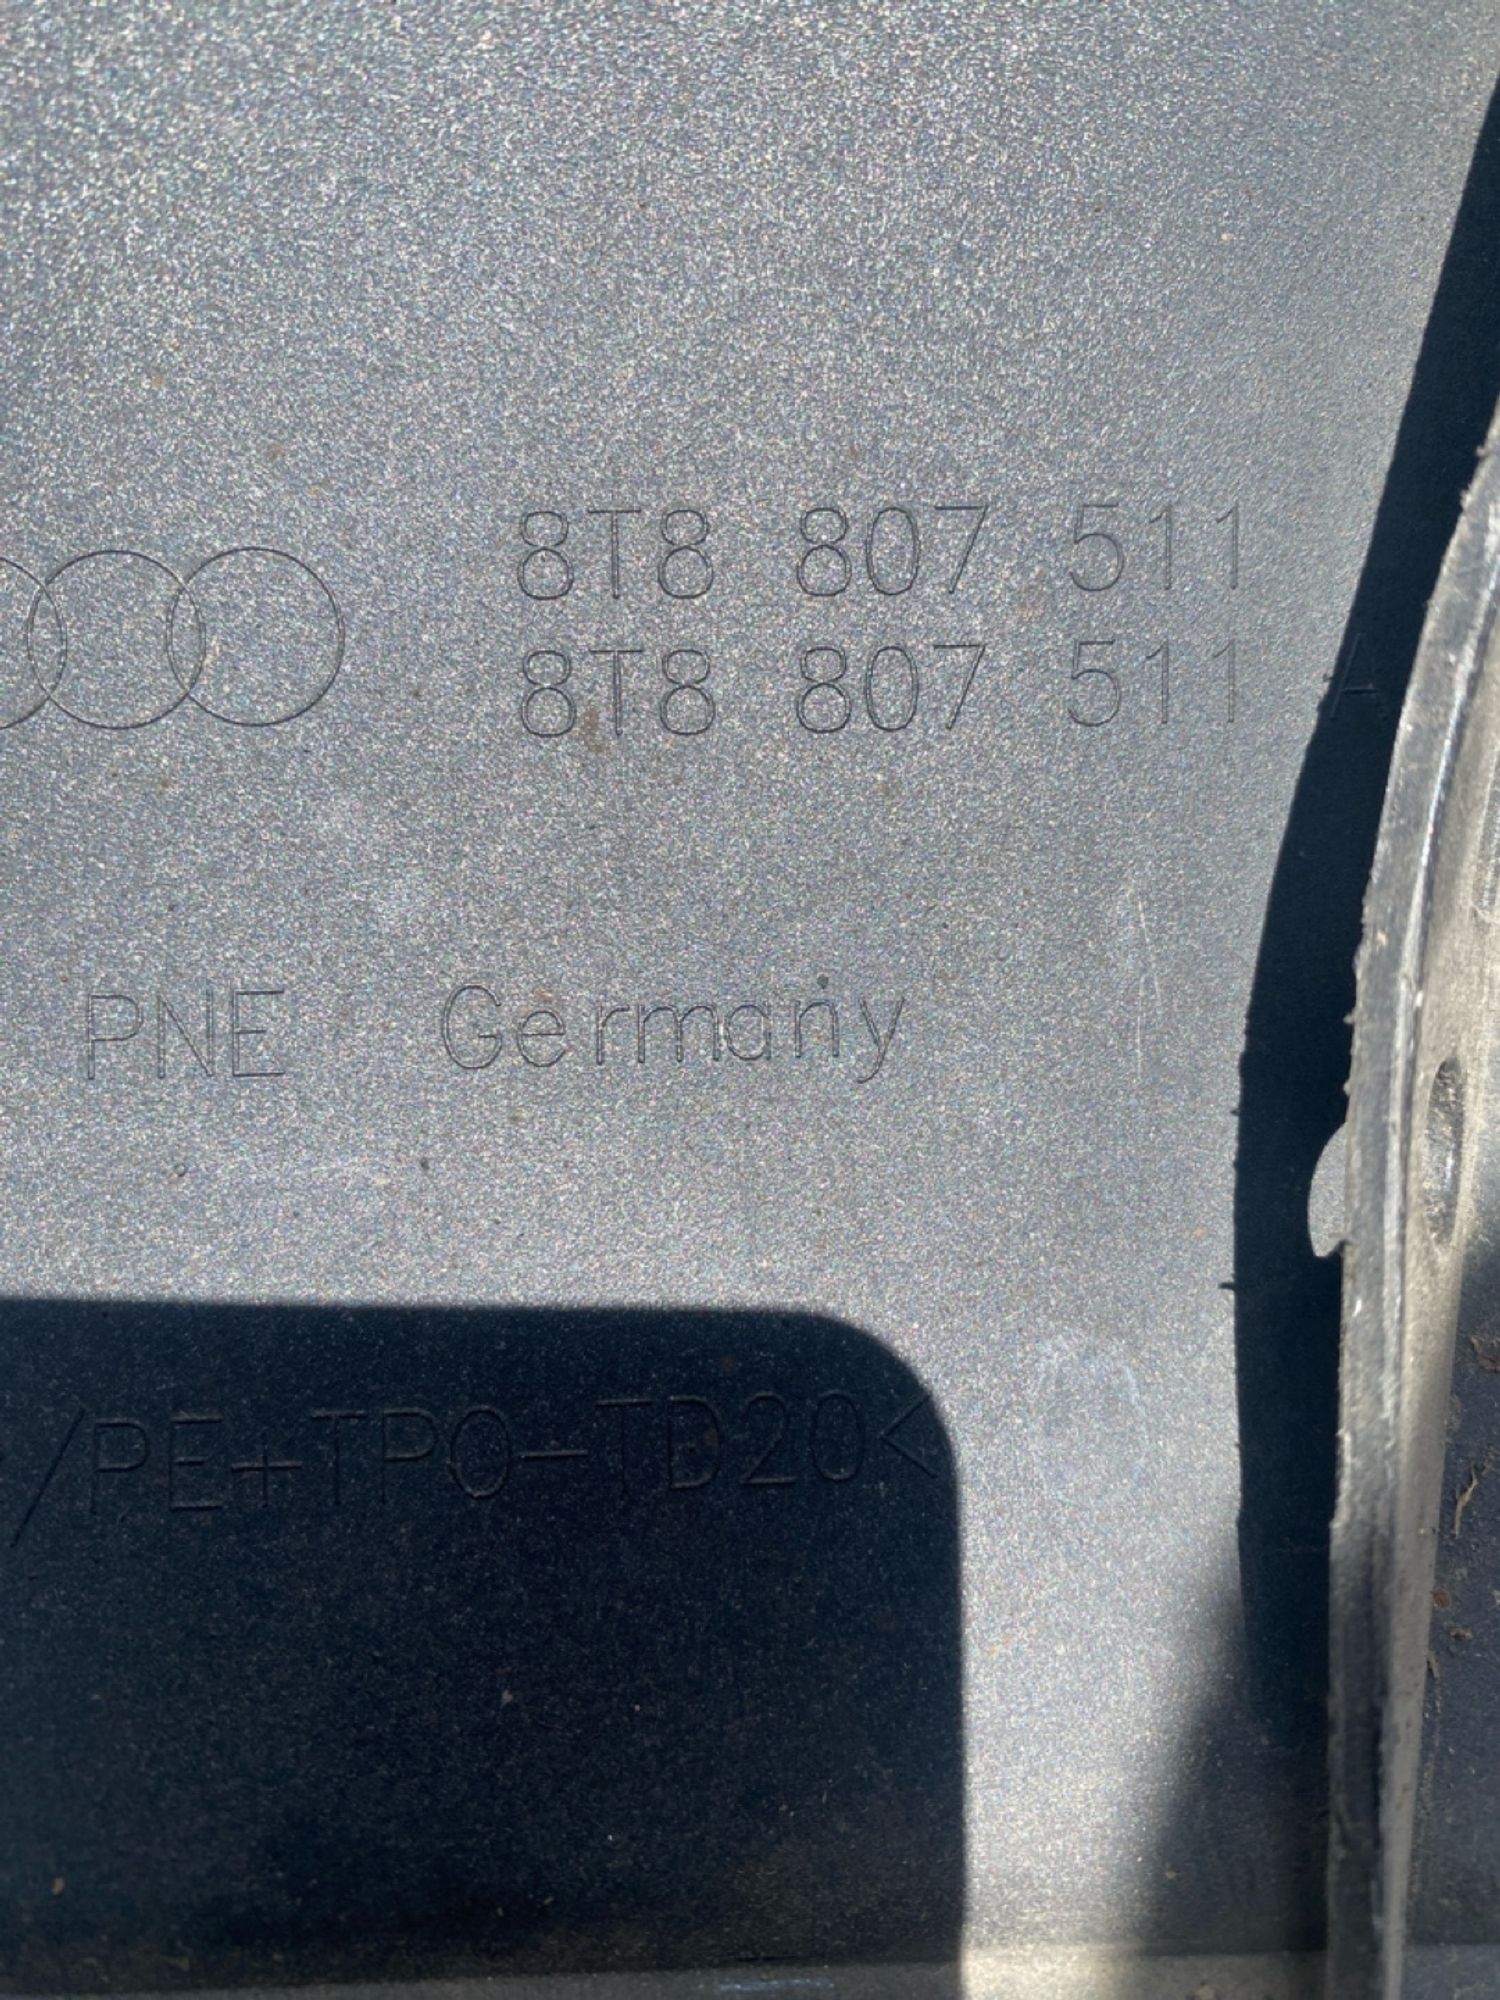 8T8 807 511
8T8 807 511 A
PNE Germany
/PE+TPO-TD20<